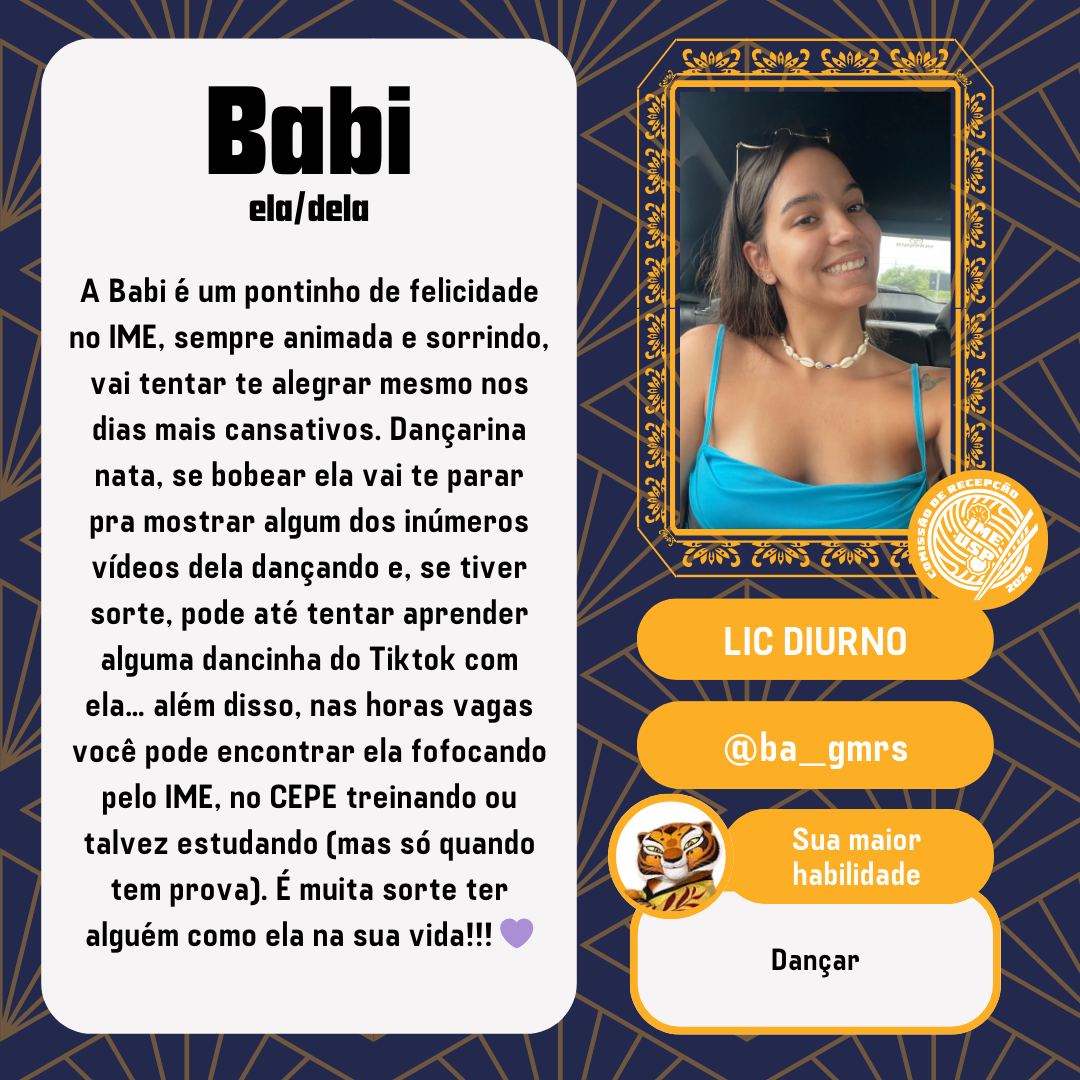 Babi
ela/dela
A Babi é um pontinho de felicidade
no IME, sempre animada e sorrindo,
vai tentar te alegrar mesmo nos
dias mais cansativos. Dançarina
nata, se bobear ela vai te parar
pra mostrar algum dos inúmeros
vídeos dela dançando e, se tiver
sorte, pode até tentar aprender
alguma dancinha do Tiktok com
ela... além disso, nas horas vagas
você pode encontrar ela fofocando
pelo IME, no CEPE treinando ou
talvez estudando (mas só quando
tem prova). É muita sorte ter
alguém como ela na sua vida!!! 💜
COMISSÃO DE RECEPÇÃO
IME
USP
2024
LIC DIURNO
@ba__gmrs
Sua maior
habilidade
Dançar